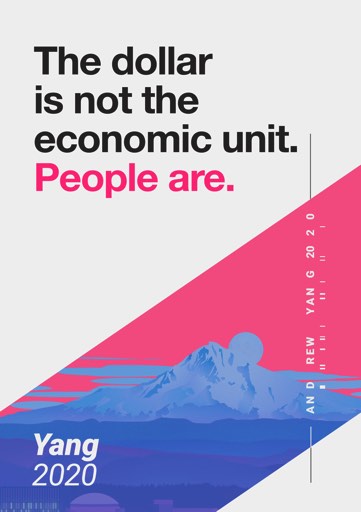 The dollar
is not the
economic unit.
People are.
ANDREW YANG 2020
Yang
2020